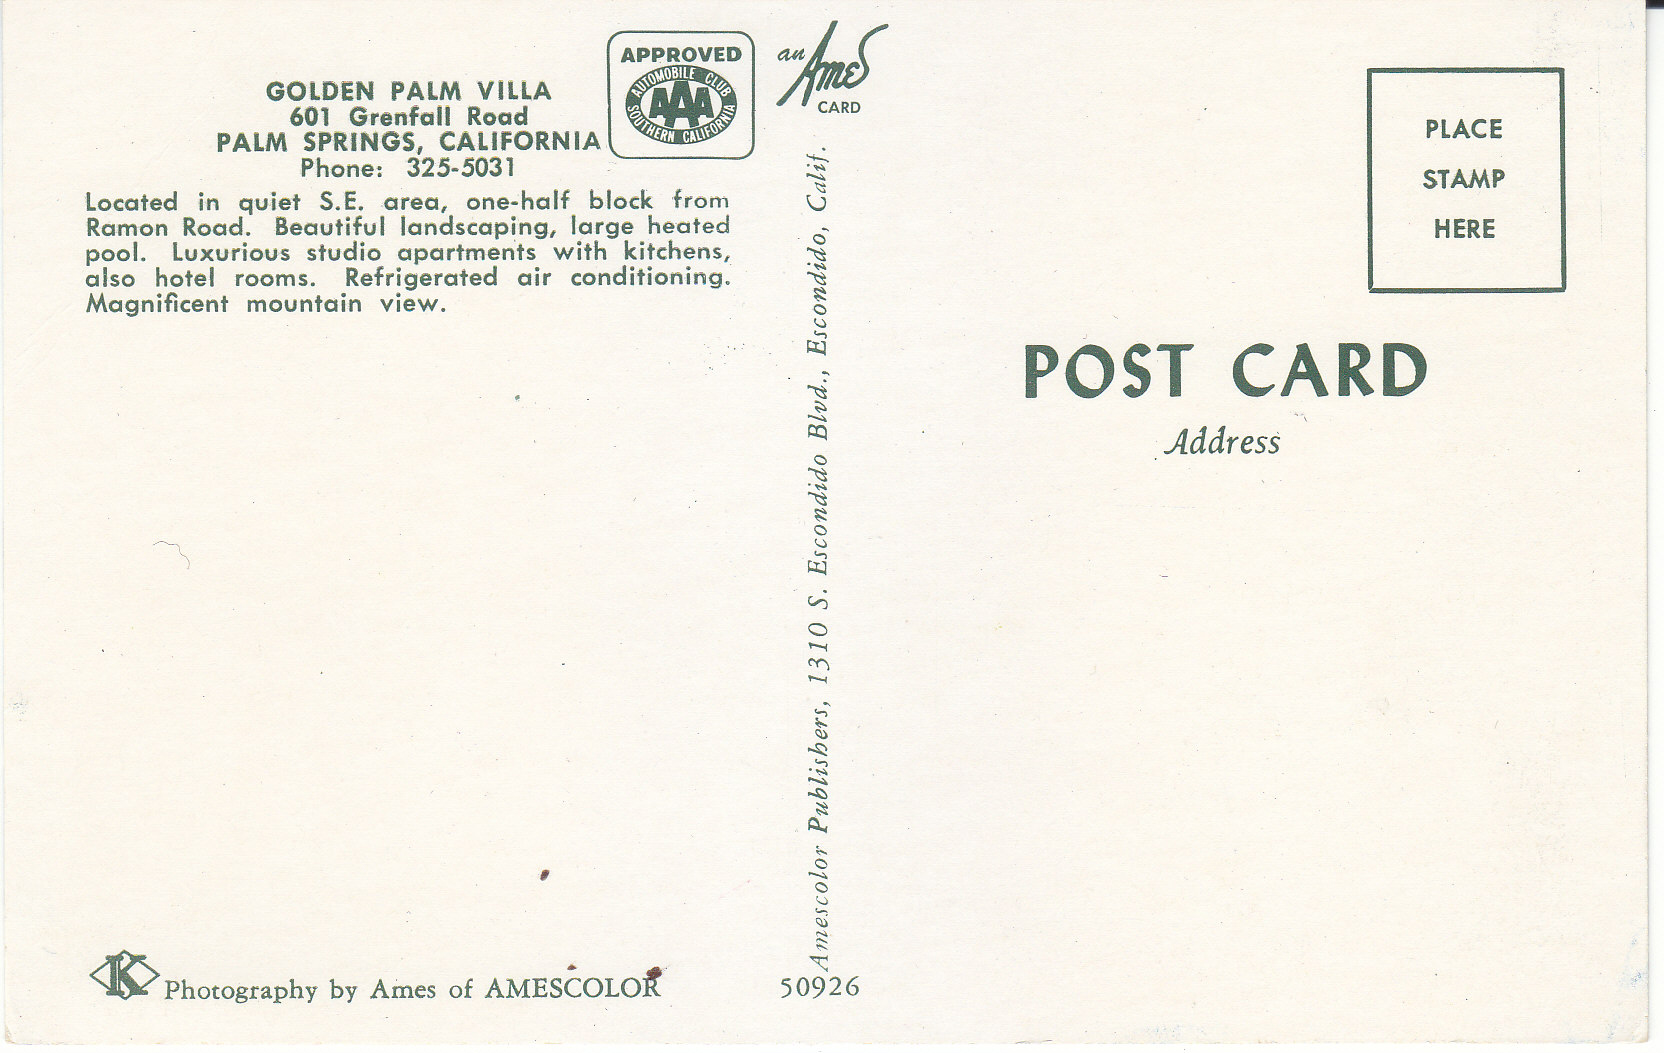 GOLDEN PALM VILLA
601 Grenfall Road
PALM SPRINGS, CALIFORNIA
Phone: 325-5031
APPROVED
AUTOMOBILE CLUB
AAA
SOUTHERN CALIFORNIA
Located in quiet S.E. area, one-half block from
Ramon Road. Beautiful landscaping, large heated
pool. Luxurious studio apartments with kitchens,
also hotel rooms. Refrigerated air conditioning.
Magnificent mountain view.
K
Photography by Ames of AMESCOLOR
an Ames
CARD
Amescolor Publishers, 1310 S. Escondido Blvd., Escondido, Calif.
50926
PLACE
STAMP
HERE
POST CARD
Address